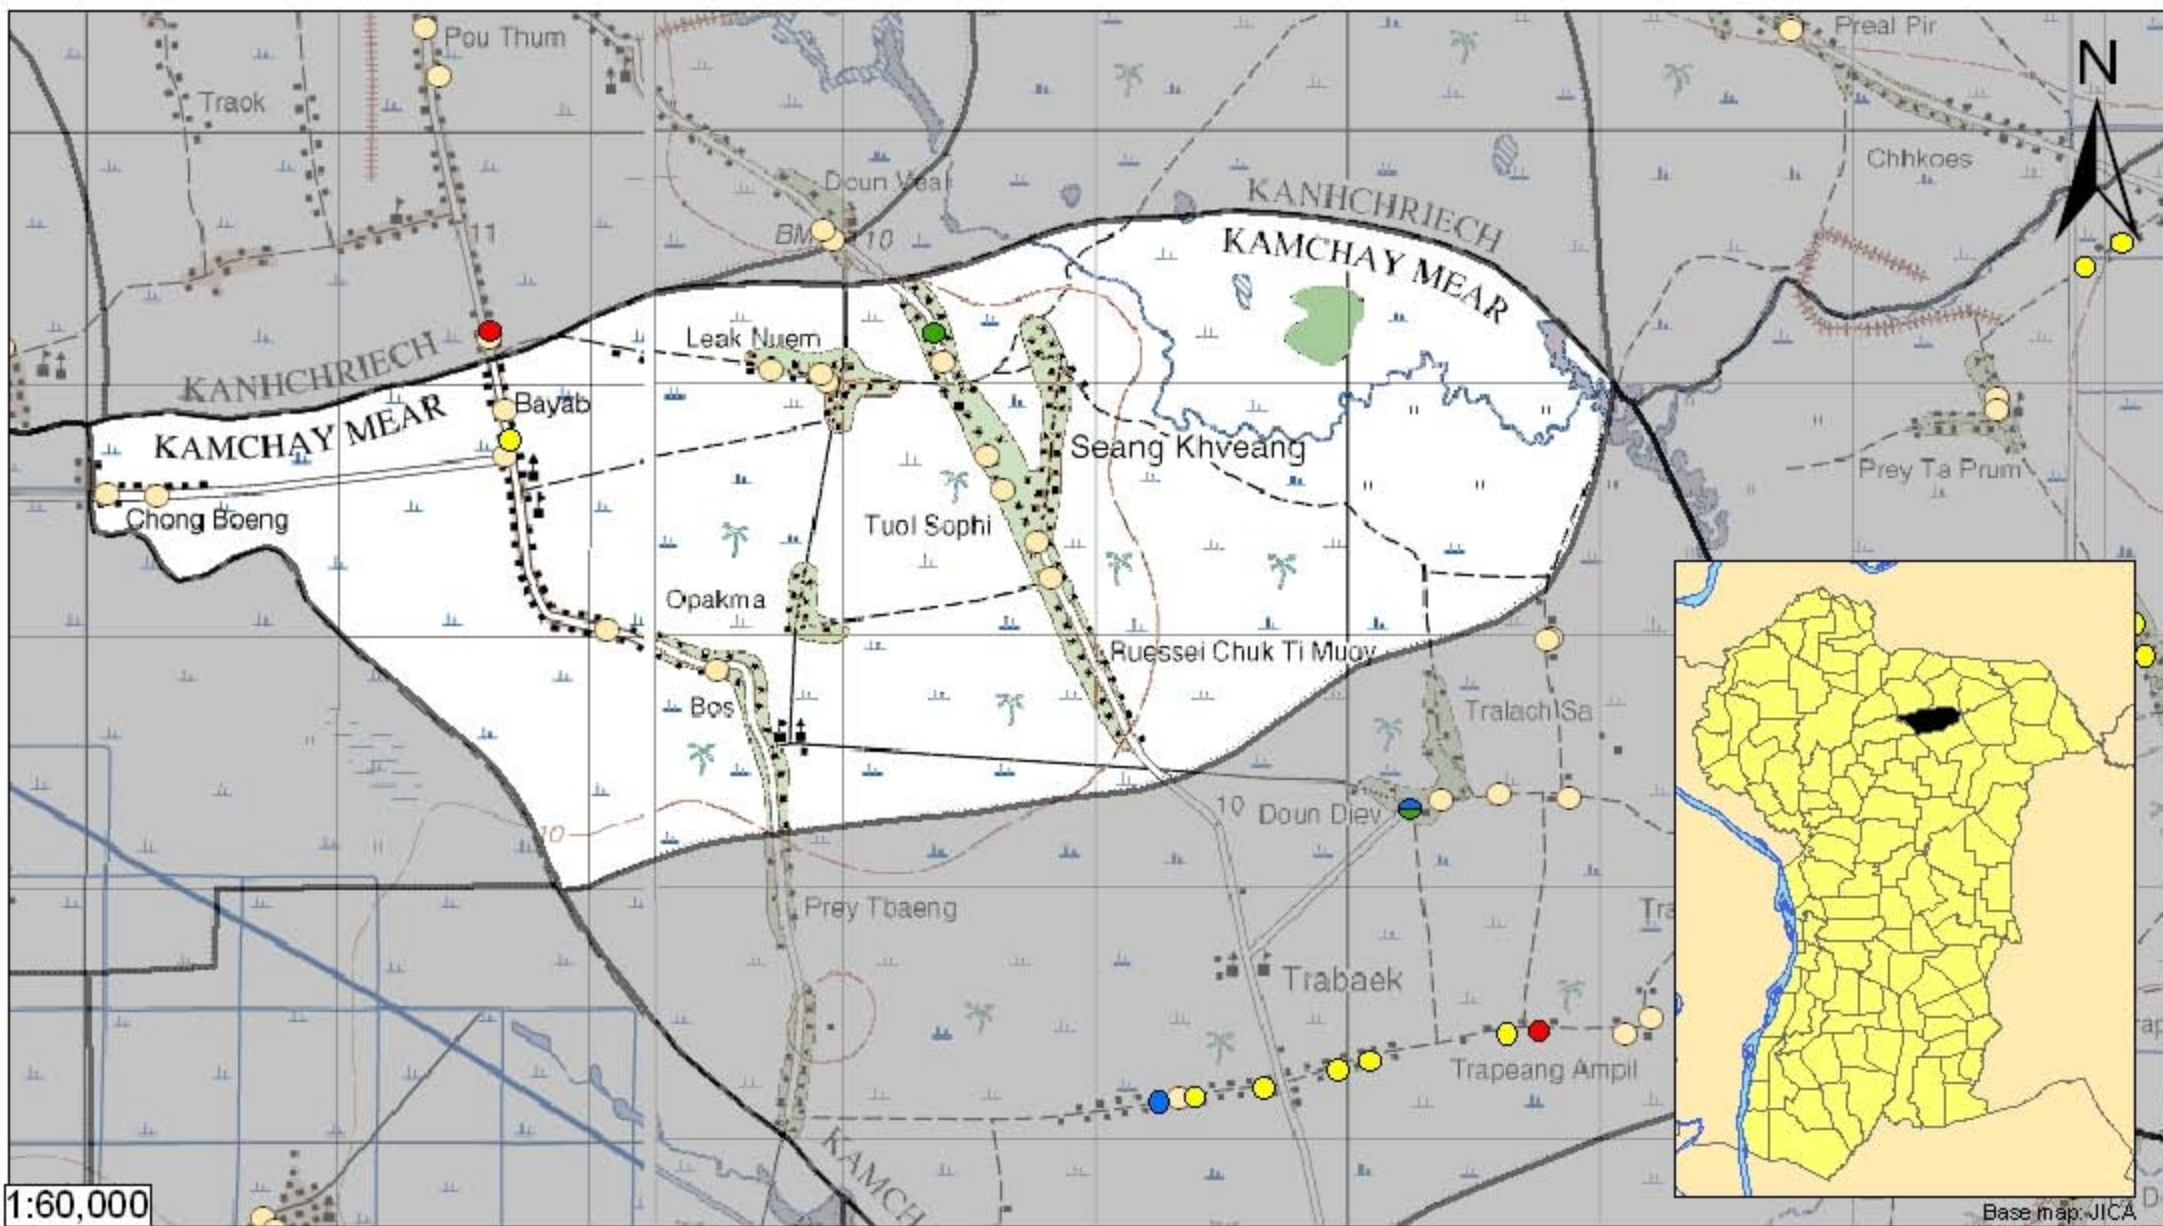 Pou Thum
Preal Pir
N
Traok
Chhkoes
Doun Veal
KANHCHRIECH
11
BM
10
KAMCHAY MEAR
Leak Nuem
KANHCHRIECH
Bayab
KAMCHAY MEAR
Seang Khveang
Prey Ta Prum
Chong Boeng
Tuol Sophi
Opakma
Ruessei Chuk Ti Muoy
Bos
Tralach Sa
10
Doun Diev
10
Prey Tbaeng
Tra
Trabaek
Trapeang Ampil
KAMCH
1:60,000
Base map: JICA